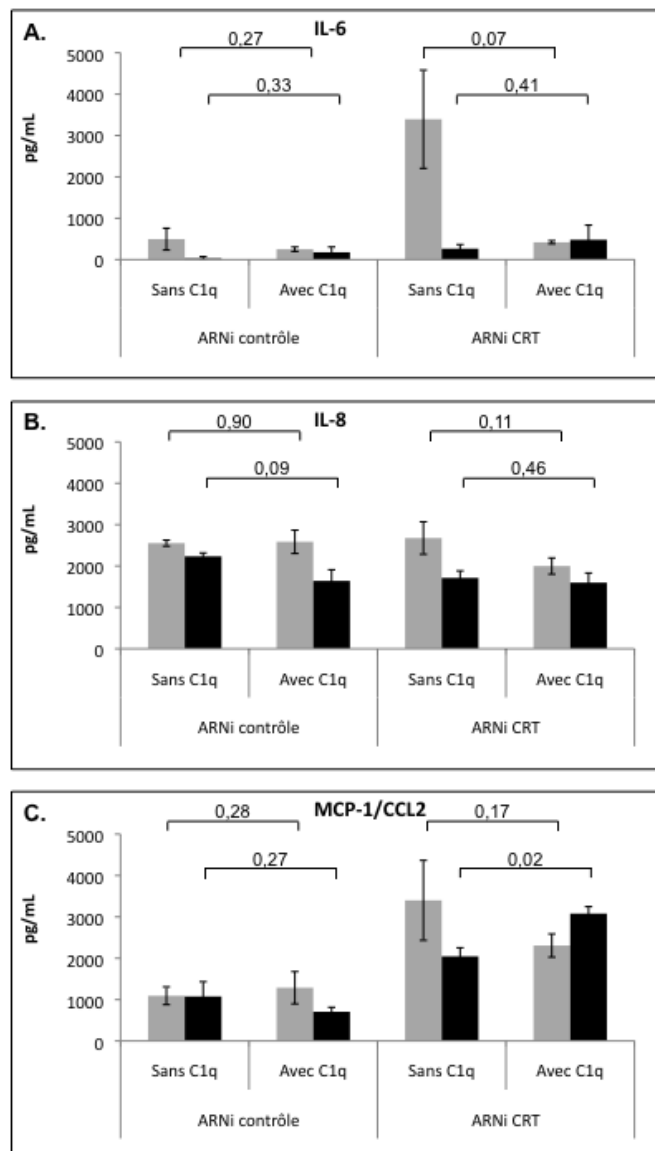 A. IL-6
0,27 0,07
0,33 0,41
pg/mL
5000
4000
3000
2000
1000
0
Sans C1q Avec C1q Sans C1q Avec C1q
ARNi contrôle ARNi CRT
B. IL-8
0,90 0,11
0,09 0,46
pg/mL
5000
4000
3000
2000
1000
0
Sans C1q Avec C1q Sans C1q Avec C1q
ARNi contrôle ARNi CRT
C. MCP-1/CCL2
0,28 0,17
0,27 0,02
pg/mL
5000
4000
3000
2000
1000
0
Sans C1q Avec C1q Sans C1q Avec C1q
ARNi contrôle ARNi CRT